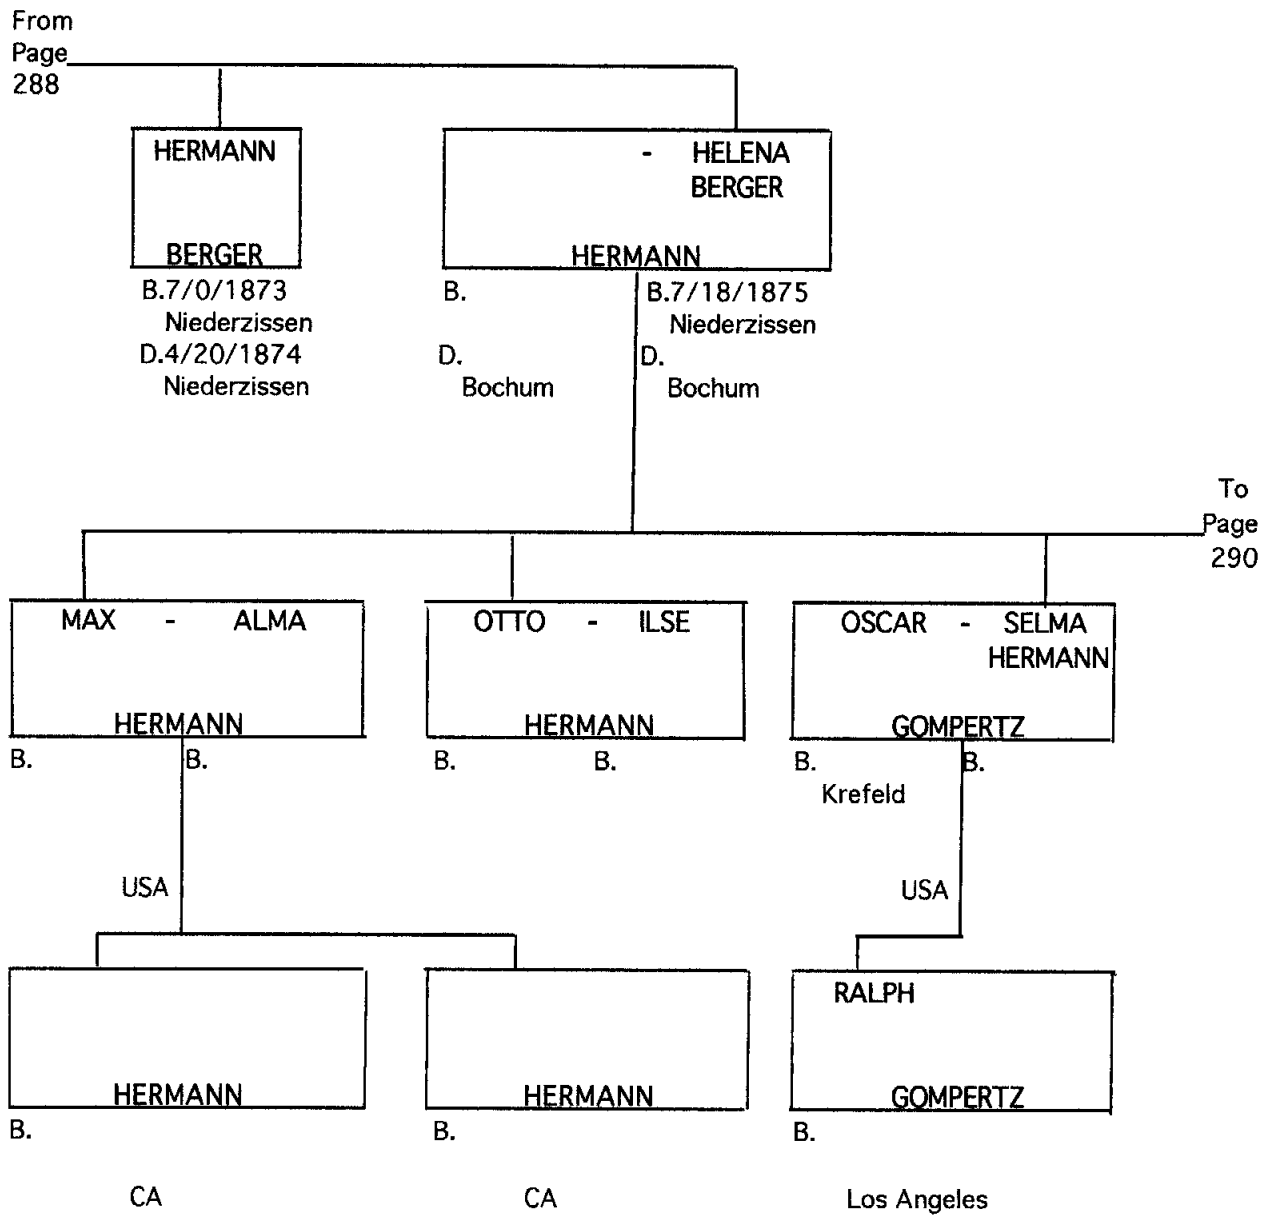 From
Page
288
HERMANN
BERGER
B.7/0/1873
Niederzissen
D.4/20/1874
Niederzissen
- HELENA
BERGER
HERMANN
B. B.7/18/1875
Niederzissen
D. D.
Bochum Bochum
To
Page
290
MAX - ALMA
HERMANN
B. B.
USA
OTTO - ILSE
HERMANN
B. B.
OSCAR - SELMA
HERMANN
GOMPERTZ
B. B.
Krefeld
USA
HERMANN
B.
CA
HERMANN
B.
CA
RALPH
GOMPERTZ
B.
Los Angeles